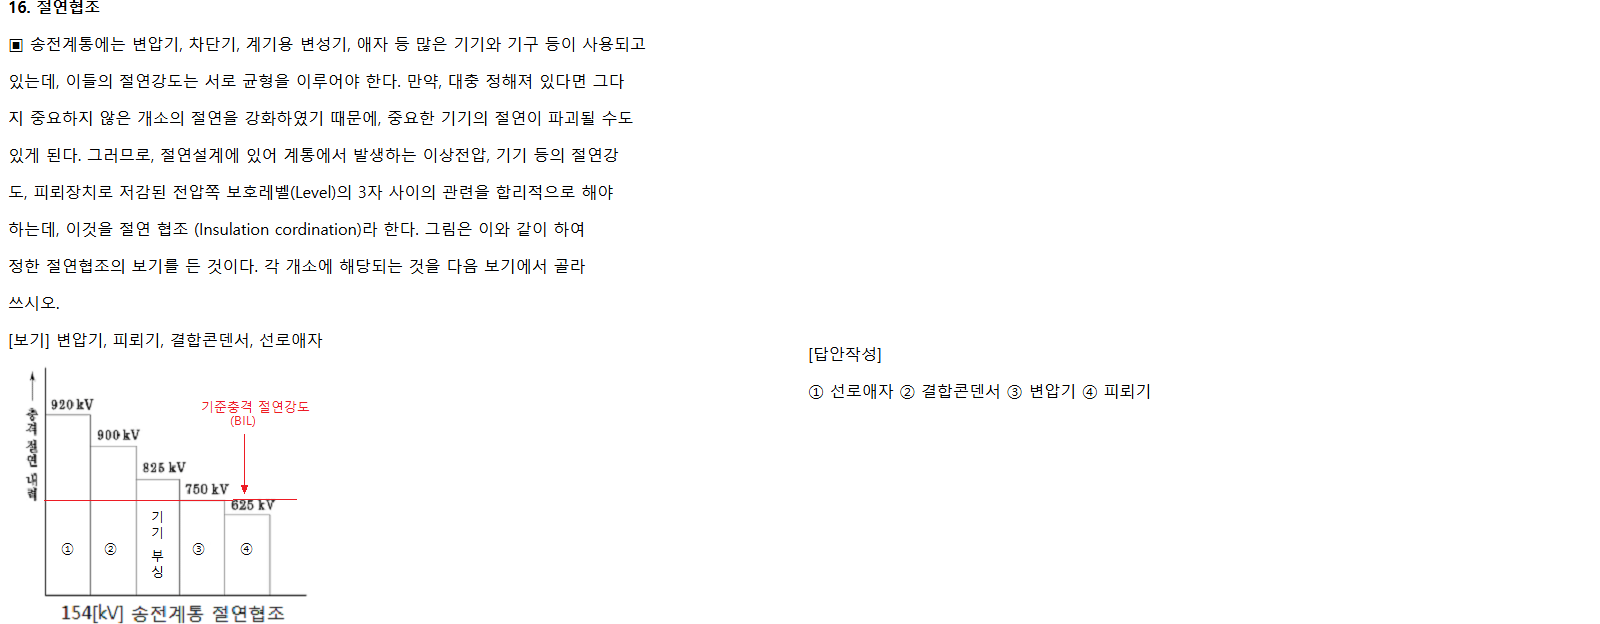 16. 절연협조
▣ 송전계통에는 변압기, 차단기, 계기용 변성기, 애자 등 많은 기기와 기구 등이 사용되고
있는데, 이들의 절연강도는 서로 균형을 이루어야 한다. 만약, 대충 정해져 있다면 그다
지 중요하지 않은 개소의 절연을 강화하였기 때문에, 중요한 기기의 절연이 파괴될 수도
있게 된다. 그러므로, 절연설계에 있어 계통에서 발생하는 이상전압, 기기 등의 절연강
도, 피뢰장치로 저감된 전압쪽 보호레벨(Level)의 3자 사이의 관련을 합리적으로 해야
하는데, 이것을 절연 협조 (Insulation cordination)라 한다. 그림은 이와 같이 하여
정한 절연협조의 보기를 든 것이다. 각 개소에 해당되는 것을 다음 보기에서 골라
쓰시오.
[보기] 변압기, 피뢰기, 결합콘덴서, 선로애자
충격 절연 내력
920 kV
900 kV
825 kV
750 kV
625 kV
기준충격 절연강도
(BIL)
①
②
기기 부싱
③
④
154[kV] 송전계통 절연협조
[답안작성]
① 선로애자 ② 결합콘덴서 ③ 변압기 ④ 피뢰기